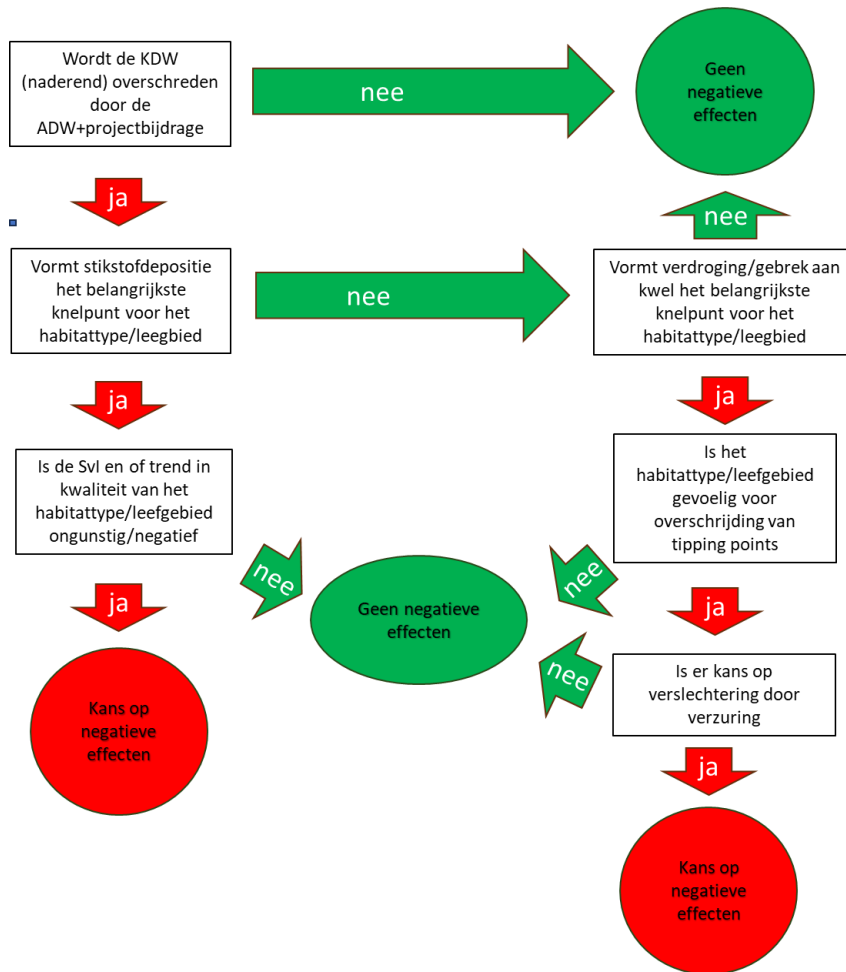 Wordt de KDW
(naderend) overschreden
door de
ADW+projectbijdrage
nee
Geen
negatieve
effecten
ja
nee
Vormt stikstofdepositie
het belangrijkste
knelpunt voor het
habitattype/leegbied
nee
Vormt verdroging/gebrek aan
kwel het belangrijkste
knelpunt voor het
habitattype/leegbied
ja
ja
Is de SvI en of trend in
kwaliteit van het
habitattype/leefgebied
ongunstig/negatief
Is het
habitattype/leefgebied
gevoelig voor
overschrijding van
tipping points
nee
Geen negatieve
effecten
nee
ja
ja
nee
Is er kans op
verslechtering door
verzuring
Kans op
negatieve
effecten
ja
Kans op
negatieve
effecten